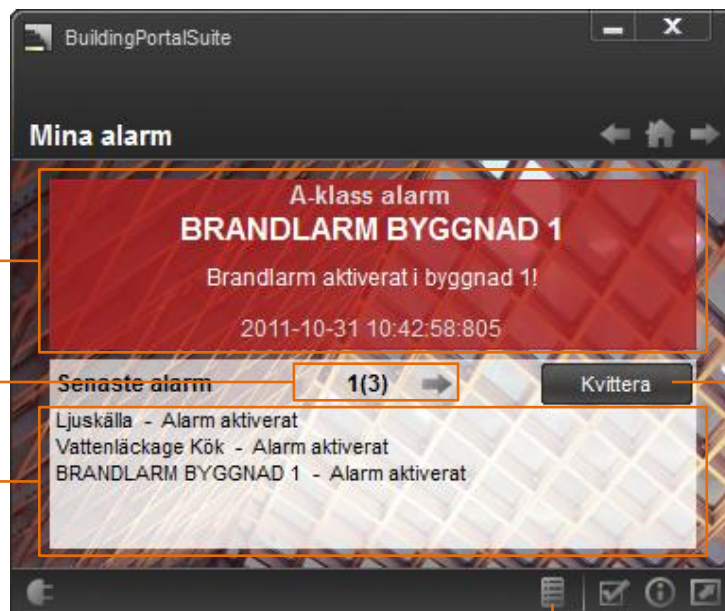 BuildingPortalSuite
Mina alarm
A-klass alarm
BRANDLARM BYGGNAD 1
Brandlarm aktiverat i byggnad 1!
2011-10-31 10:42:58:805
Senaste alarm 1(3) Kvittera
Ljuskälla - Alarm aktiverat
Vattenläckage Kök - Alarm aktiverat
BRANDLARM BYGGNAD 1 - Alarm aktiverat